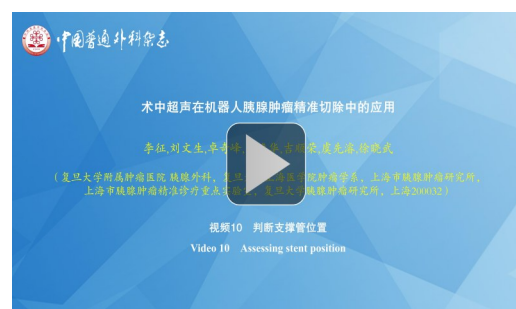 中国普通外科杂志
术中超声在机器人胰腺肿瘤精准切除中的应用
李征,刘文生,卓奇峰,吉顺荣,虞先濬,徐晓武
(复旦大学附属肿瘤医院 胰腺外科,复旦 上海医学院肿瘤学系,上海市胰腺肿瘤研究所,
上海市胰腺肿瘤精准诊疗重点实 复旦大学胰腺肿瘤研究所,上海200032)
视频10 判断支撑管位置
Video 10 Assessing stent position